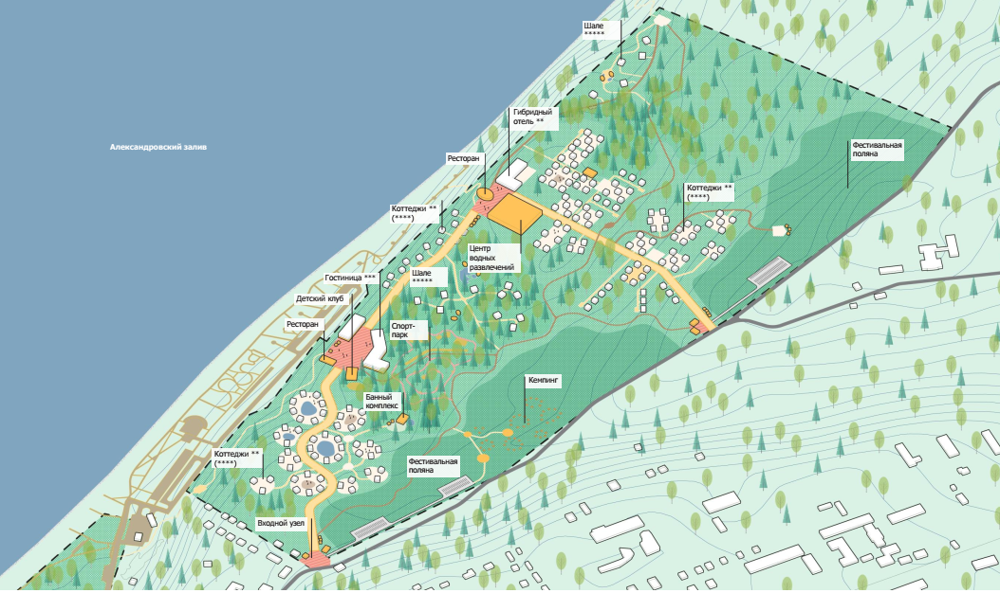 Шале
*****
Гибридный
отель **
Фестивальная
поляна
Александровский залив
Ресторан
Коттеджи **
(****)
Коттеджи **
(****)
Центр
водных
развлечений
Гостиница ***
Шале
*****
Детский клуб
Ресторан
Спорт-
парк
Кемпинг
Банный
комплекс
Коттеджи **
(****)
Фестивальная
поляна
Входной узел